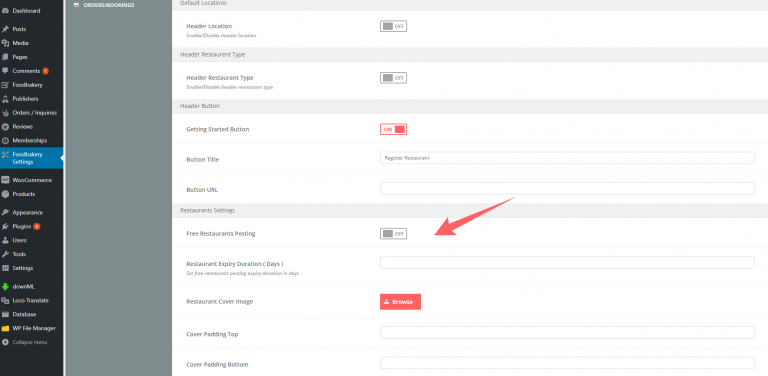 Dashboard
Posts
Media
Pages
Comments 1
Foodbakery
Publishers
Orders / Inquiries
Reviews
Memberships
Foodbakery
Settings
WooCommerce
Products
Appearance
Plugins 2
Users
Tools
Settings
downML
Loco Translate
Database
WP File Manager
Collapse menu
ORDERS/BOOKINGS
Default Locations
Header Location OFF
Enable/Disable header location
Header Restaurent Type
Header Restaurant Type OFF
Enable/Disable header restaurant type
Header Button
Getting Started Button ON
Button Title Register Restaurant
Button URL
Restaurants Settings
Free Restaurants Posting OFF
Restaurant Expiry Duration ( Days )
Set free restaurant posting expiry duration in days
Restaurant Cover Image Browse
Cover Padding Top
Cover Padding Bottom